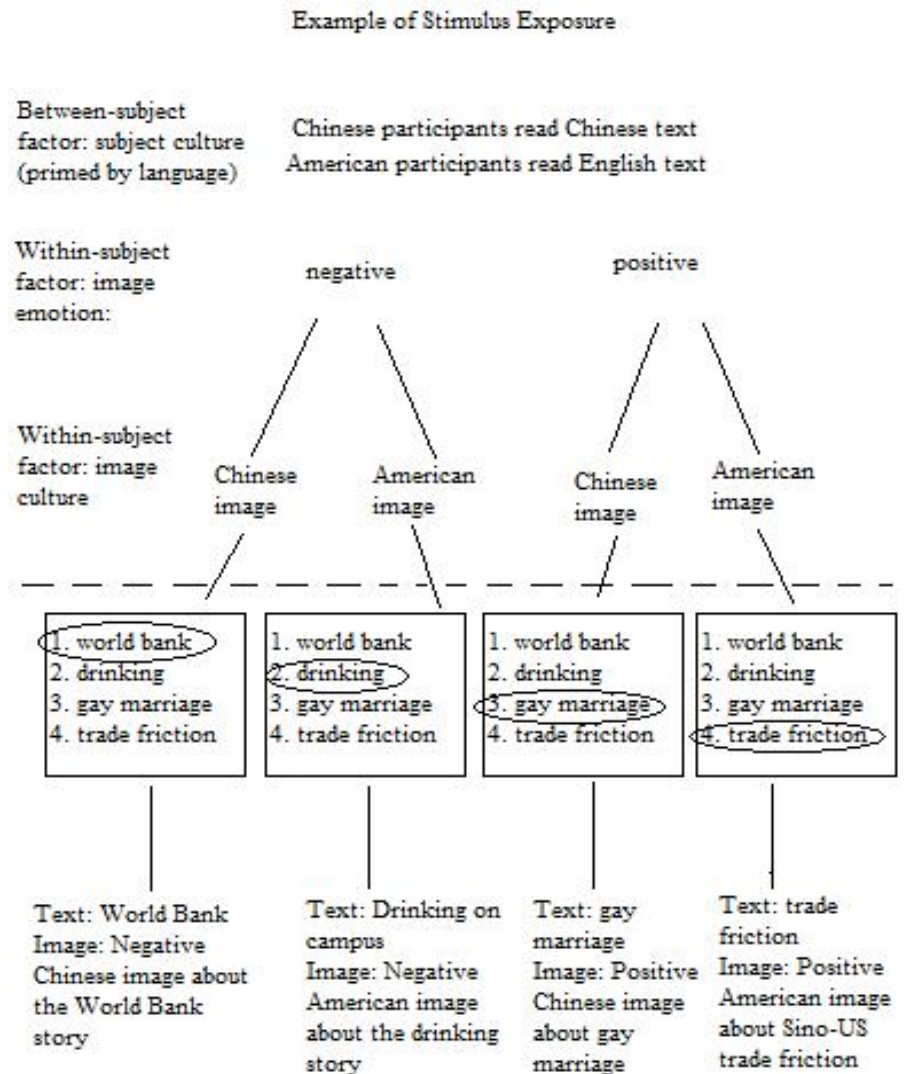 Example of Stimulus Exposure
Between-subject
factor: subject culture
(primed by language)
Chinese participants read Chinese text
American participants read English text
Within-subject
factor: image
emotion:
negative
positive
Within-subject
factor: image
culture
Chinese
image
American
image
Chinese
image
American
image
1. world bank
2. drinking
3. gay marriage
4. trade friction
1. world bank
2. drinking
3. gay marriage
4. trade friction
1. world bank
2. drinking
3. gay marriage
4. trade friction
1. world bank
2. drinking
3. gay marriage
4. trade friction
Text: World Bank
Image: Negative
Chinese image about
the World Bank
story
Text: Drinking on
campus
Image: Negative
American image
about the drinking
story
Text: gay
marriage
Image: Positive
Chinese image
about gay
marriage
Text: trade
friction
Image: Positive
American image
about Sino-US
trade friction